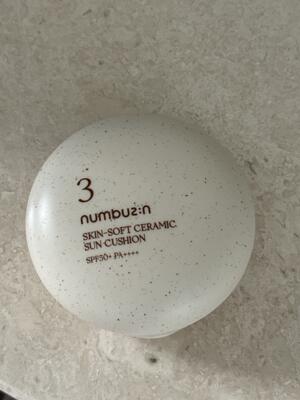 3
numbuz:n
SKIN-SOFT CERAMIC
SUN CUSHION
SPF50+ PA++++